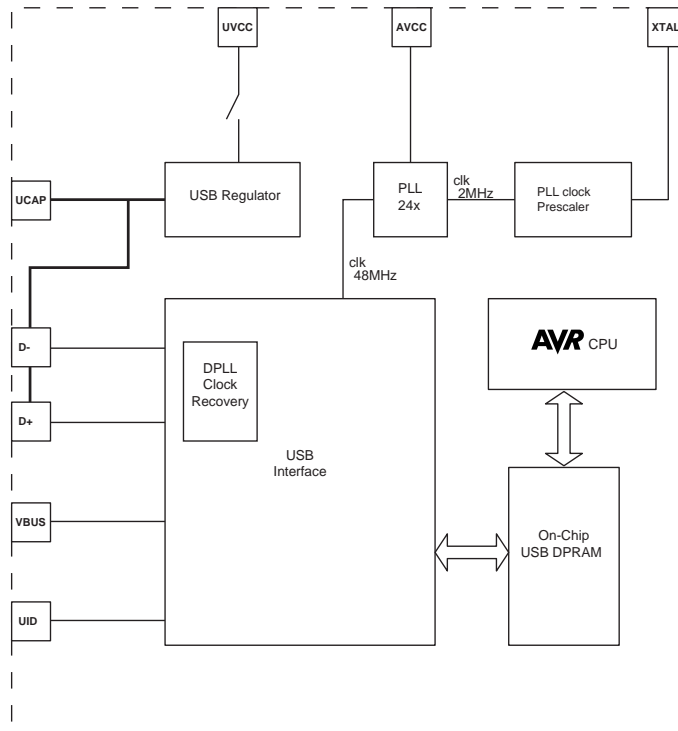 UVCC
AVCC
XTAL
UCAP
USB Regulator
PLL
24x
clk
2MHz
PLL clock
Prescaler
clk
48MHz
D-
D+
DPLL
Clock
Recovery
USB
Interface
AVR CPU
VBUS
On-Chip
USB DPRAM
UID